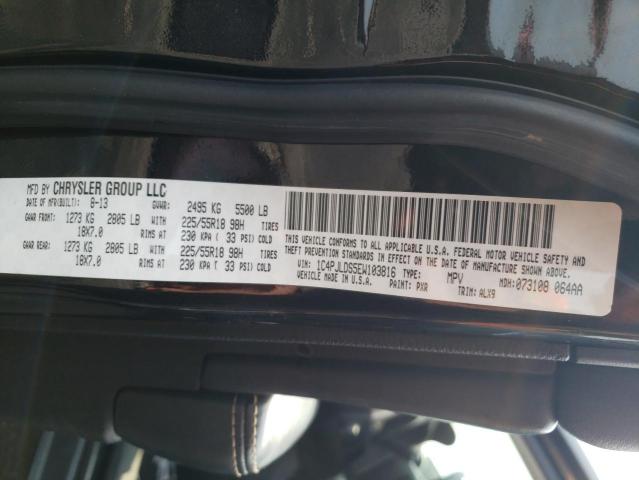 MFD BY CHRYSLER GROUP LLC
DATE OF MFR(BUILT): 8-13 GVWR: 2495 KG 5500 LB
GAWR FRONT: 1273 KG 2805 LB WITH 225/55R18 98H TIRES
18X7.0 RIMS AT 230 KPA ( 33 PSI) COLD
GAWR REAR: 1273 KG 2805 LB WITH 225/55R18 98H TIRES
18X7.0 RIMS AT 230 KPA ( 33 PSI) COLD
THIS VEHICLE CONFORMS TO ALL APPLICABLE U.S.A. FEDERAL MOTOR VEHICLE SAFETY AND
THEFT PREVENTION STANDARDS IN EFFECT ON THE DATE OF MANUFACTURE SHOWN ABOVE.
VIN: 1C4PJLDS5EW103816 TYPE: MPV MDH: 073108 064AA
VEHICLE MADE IN U.S.A. PAINT: PXR TRIM: ALX9